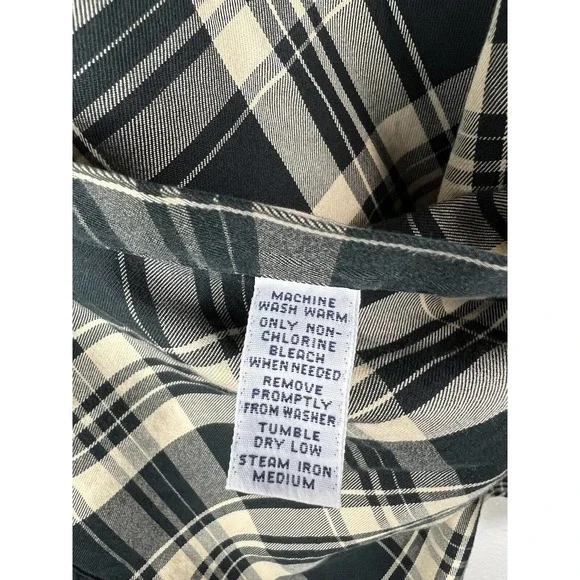 MACHINE
WASH WARM
ONLY NON-
CHLORINE
BLEACH
WHEN NEEDED
REMOVE
PROMPTLY
FROM WASHER
TUMBLE
DRY LOW
STEAM IRON
MEDIUM